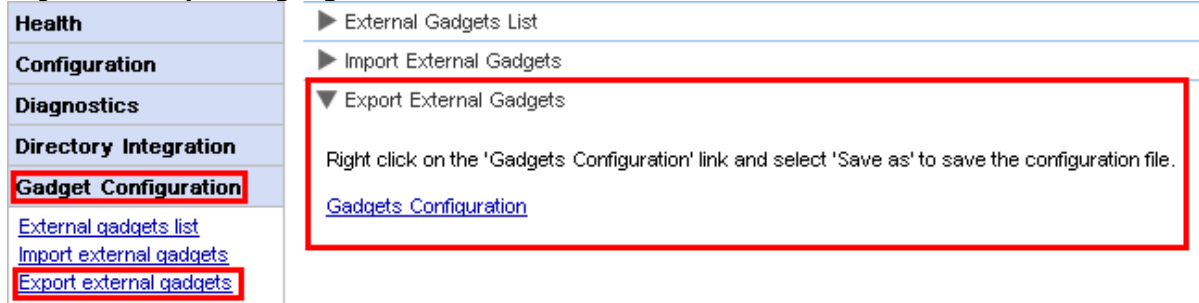 Health
Configuration
Diagnostics
Directory Integration
Gadget Configuration
External gadgets list
Import external gadgets
Export external gadgets
External Gadgets List
Import External Gadgets
Export External Gadgets
Right click on the 'Gadgets Configuration' link and select 'Save as' to save the configuration file.
Gadgets Configuration